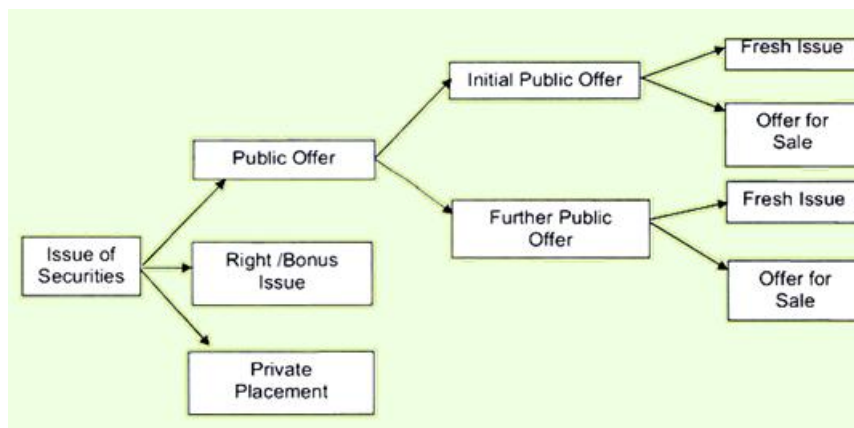 Issue of
Securities
Public Offer
Right /Bonus
Issue
Private
Placement
Initial Public Offer
Further Public
Offer
Fresh Issue
Offer for
Sale
Fresh Issue
Offer for
Sale